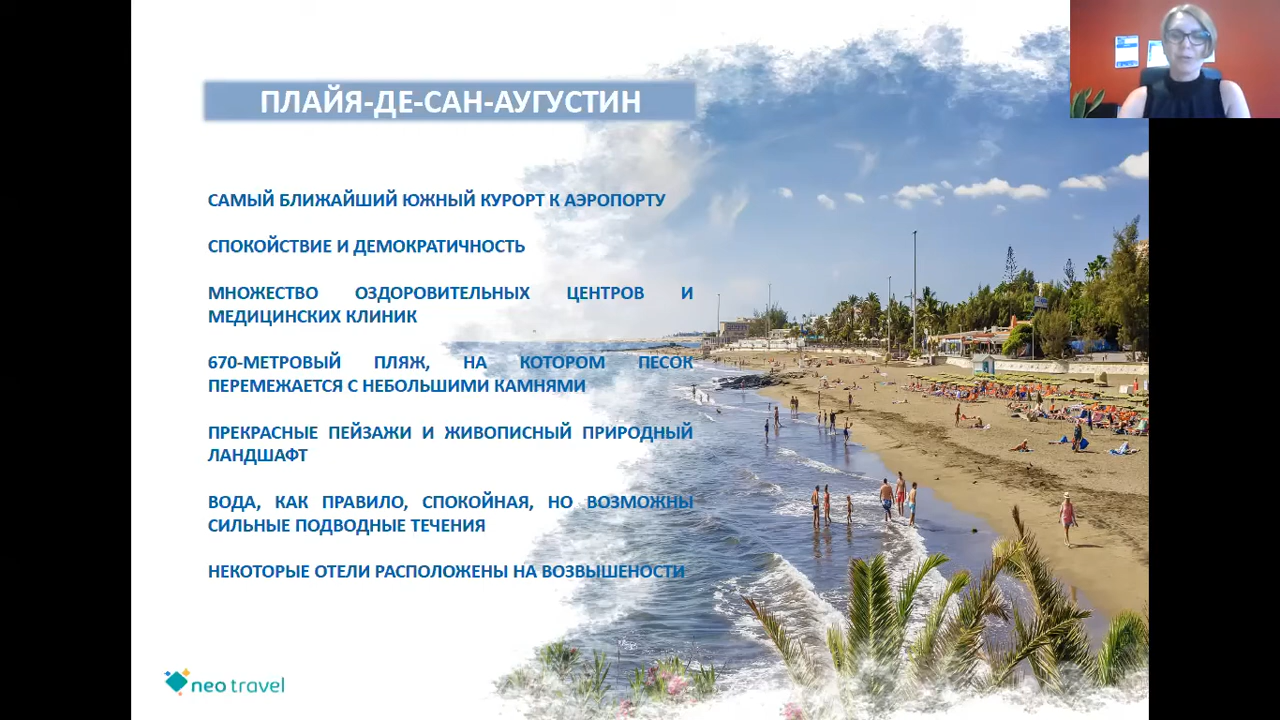 ПЛАЙЯ-ДЕ-САН-АУГУСТИН
САМЫЙ БЛИЖАЙШИЙ ЮЖНЫЙ КУРОРТ К АЭРОПОРТУ
СПОКОЙСТВИЕ И ДЕМОКРАТИЧНОСТЬ
МНОЖЕСТВО ОЗДОРОВИТЕЛЬНЫХ ЦЕНТРОВ И
МЕДИЦИНСКИХ КЛИНИК
670-МЕТРОВЫЙ ПЛЯЖ, НА КОТОРОМ ПЕСОК
ПЕРЕМЕЖАЕТСЯ С НЕБОЛЬШИМИ КАМНЯМИ
ПРЕКРАСНЫЕ ПЕЙЗАЖИ И ЖИВОПИСНЫЙ ПРИРОДНЫЙ
ЛАНДШАФТ
ВОДА, КАК ПРАВИЛО, СПОКОЙНАЯ, НО ВОЗМОЖНЫ
СИЛЬНЫЕ ПОДВОДНЫЕ ТЕЧЕНИЯ
НЕКОТОРЫЕ ОТЕЛИ РАСПОЛОЖЕНЫ НА ВОЗВЫШЕНОСТИ
neo travel